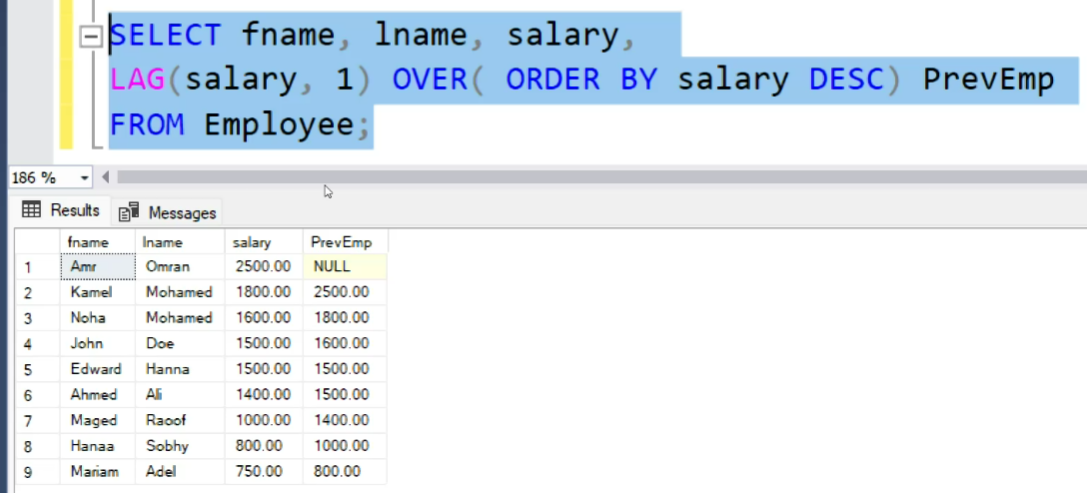 SELECT fname, lname, salary,
LAG(salary, 1) OVER( ORDER BY salary DESC) PrevEmp
FROM Employee;
186 %
Results Messages
fname lname salary PrevEmp
1 Amr Omran 2500.00 NULL
2 Kamel Mohamed 1800.00 2500.00
3 Noha Mohamed 1600.00 1800.00
4 John Doe 1500.00 1600.00
5 Edward Hanna 1500.00 1500.00
6 Ahmed Ali 1400.00 1500.00
7 Maged Raoof 1000.00 1400.00
8 Hanaa Sobhy 800.00 1000.00
9 Mariam Adel 750.00 800.00